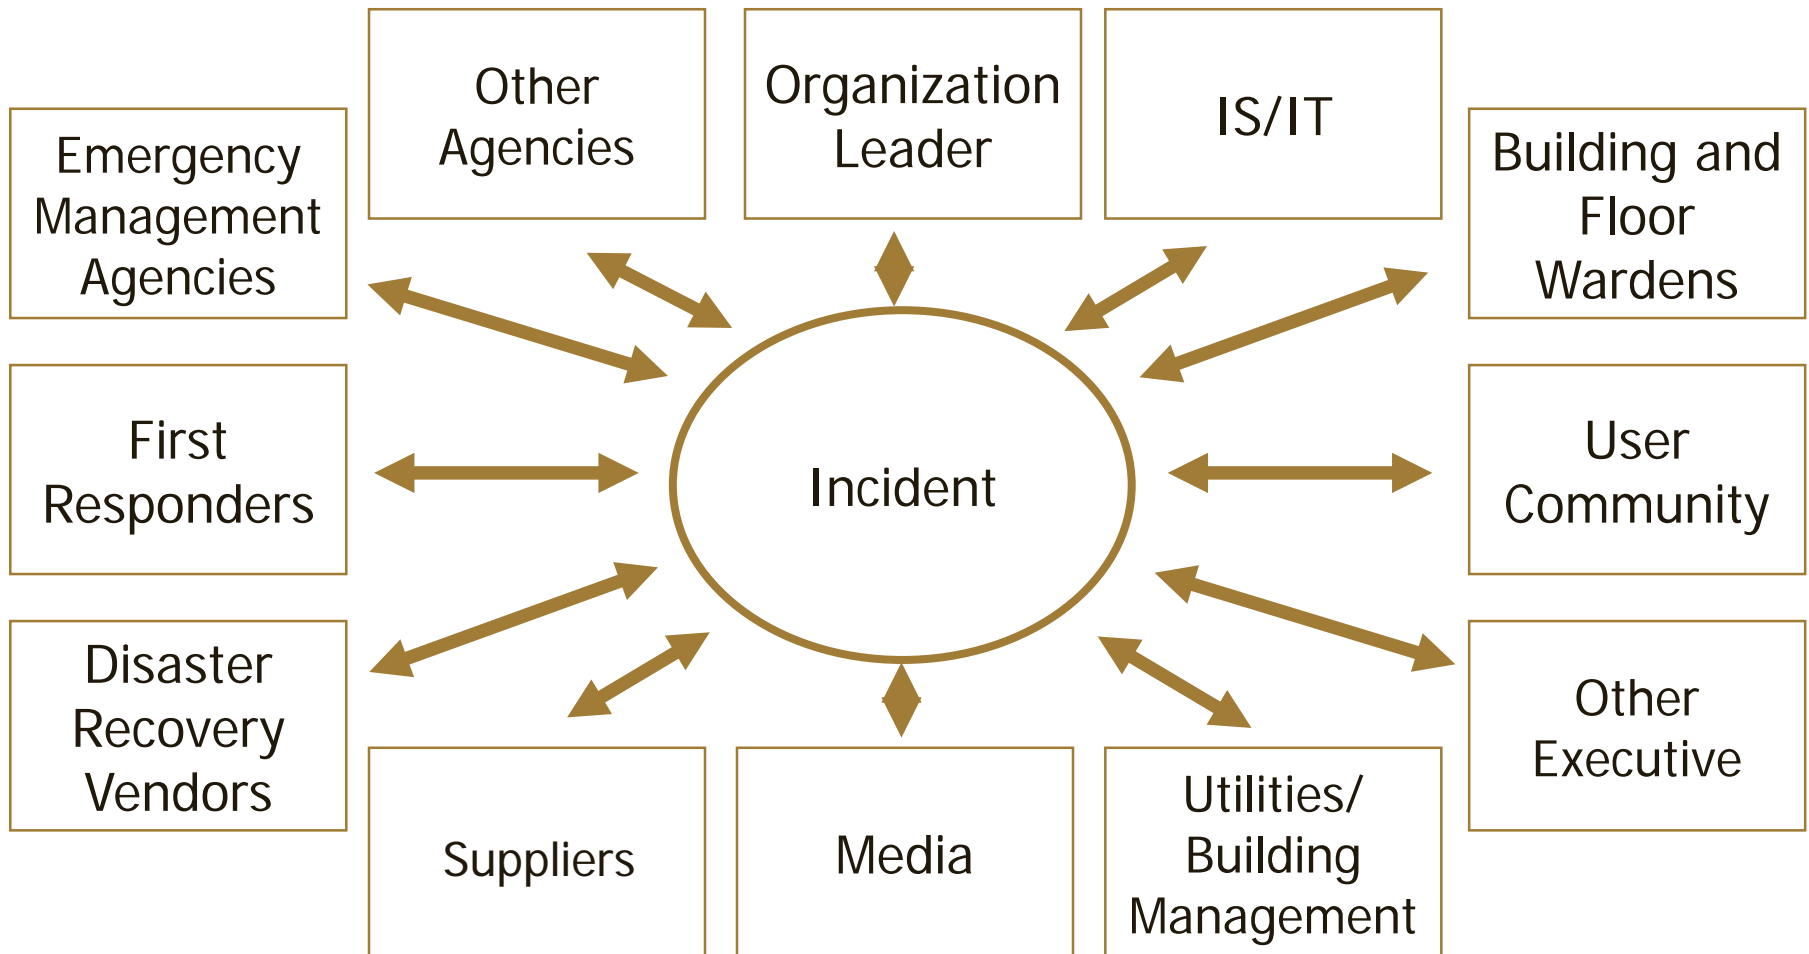 Other
Agencies
Organization
Leader
IS/IT
Emergency
Management
Agencies
Building and
Floor
Wardens
First
Responders
Incident
User
Community
Disaster
Recovery
Vendors
Other
Executive
Suppliers
Media
Utilities/
Building
Management